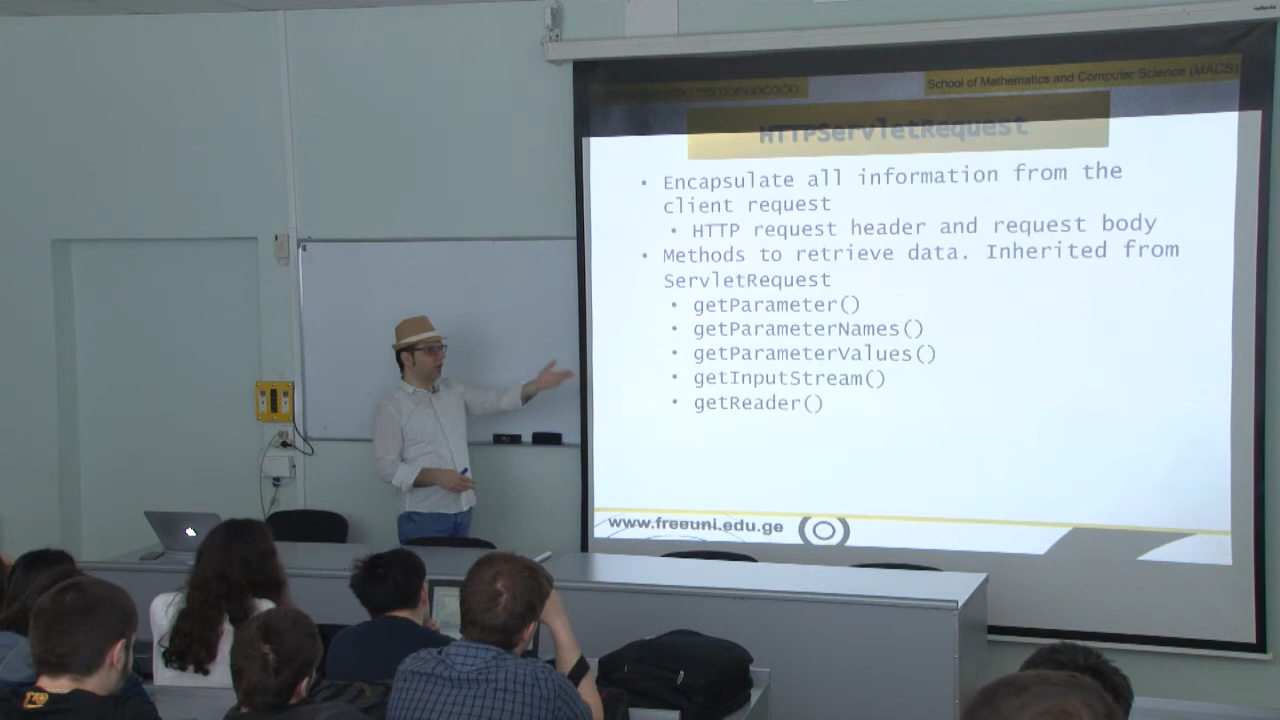 School of Mathematics and Computer Science (MACS)
HTTPServletRequest
• Encapsulate all information from the
client request
• HTTP request header and request body
• Methods to retrieve data. Inherited from
ServletRequest
• getParameter()
• getParameterNames()
• getParameterValues()
• getInputStream()
• getReader()
www.freeuni.edu.ge